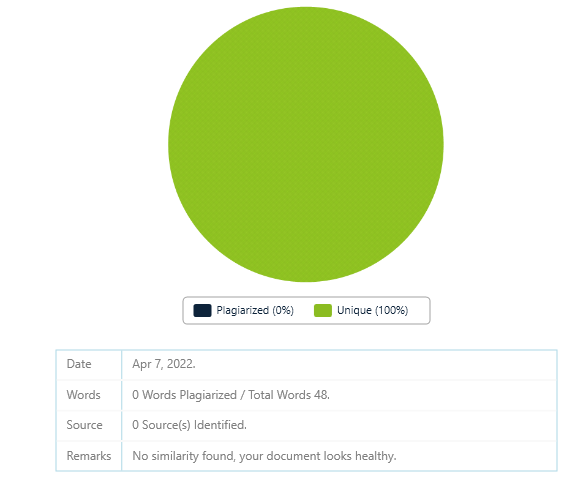 Plagiarized (0%) Unique (100%)
Date Apr 7, 2022.
Words 0 Words Plagiarized / Total Words 48.
Source 0 Source(s) Identified.
Remarks No similarity found, your document looks healthy.